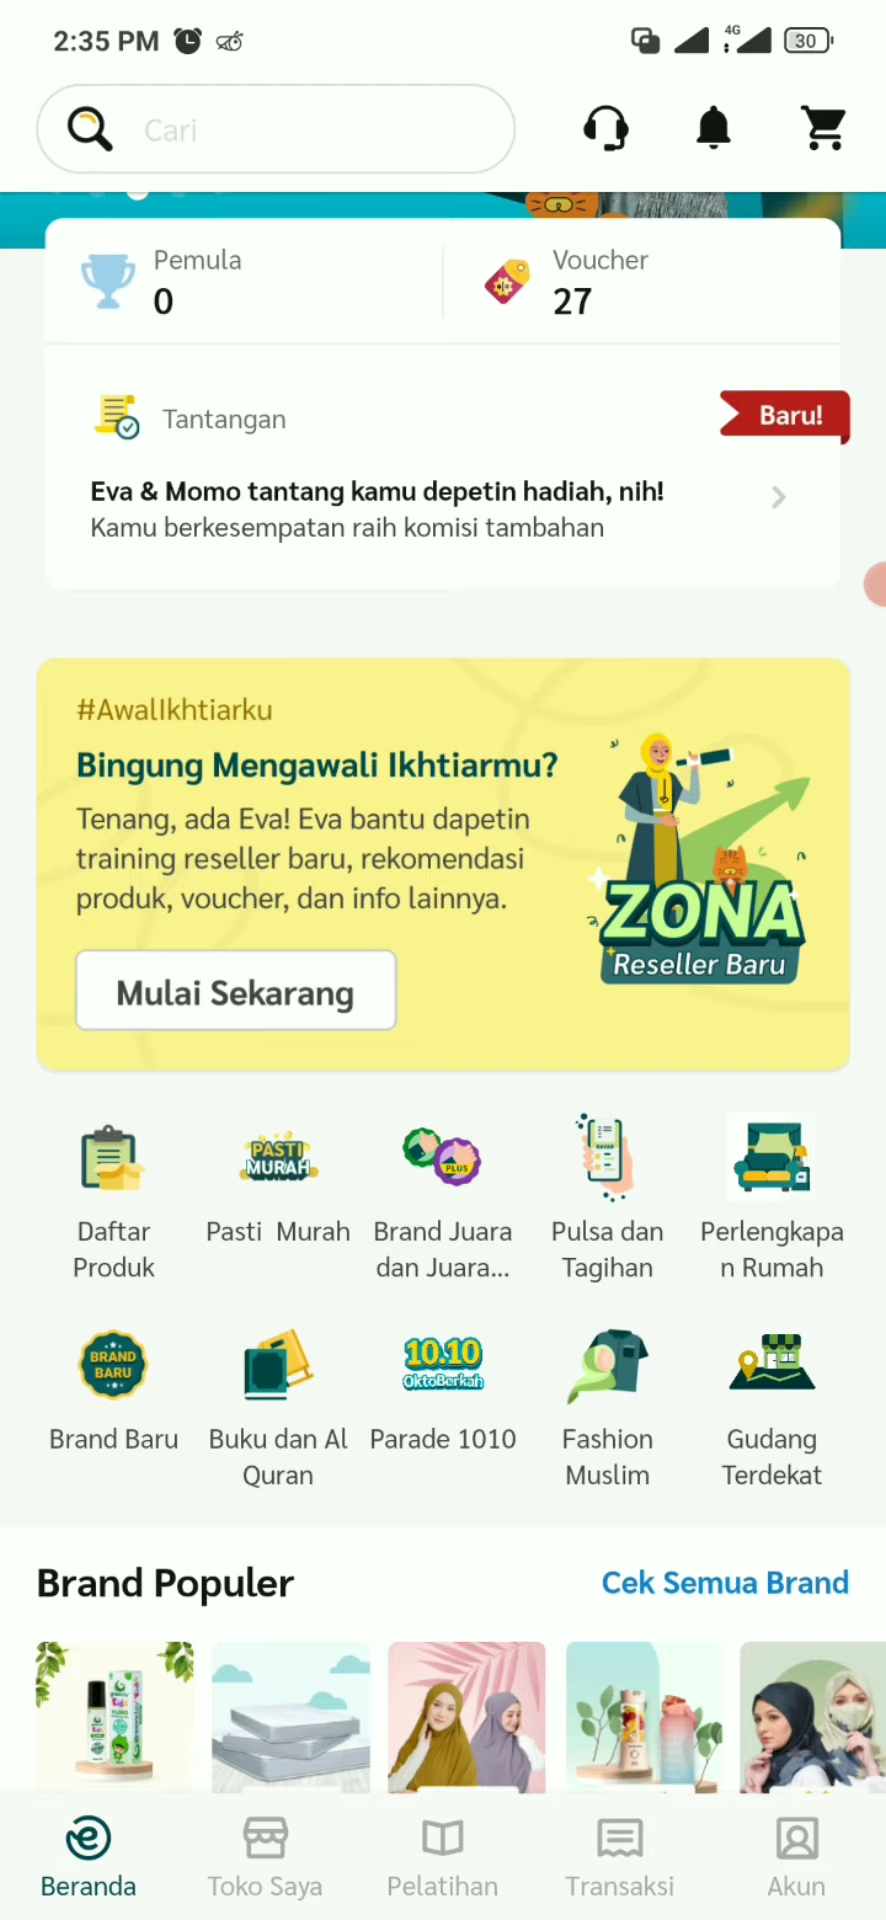 2:35 PM
4G
30
Cari
Pemula
0
Voucher
27
Tantangan
Baru!
Eva & Momo tantang kamu depetin hadiah, nih!
Kamu berkesempatan raih komisi tambahan
#AwalIkhtiarku
Bingung Mengawali Ikhtiarmu?
Tenang, ada Eva! Eva bantu dapetin
training reseller baru, rekomendasi
produk, voucher, dan info lainnya.
Mulai Sekarang
ZONA
Reseller Baru
PASTI
MURAH
PLUS
BAYAR
Daftar
Produk
Pasti  Murah
Brand Juara
dan Juara...
Pulsa dan
Tagihan
Perlengkapa
n Rumah
BRAND
BARU
10.10
OktoBerkah
Brand Baru
Buku dan Al
Quran
Parade 1010
Fashion
Muslim
Gudang
Terdekat
Brand Populer
Cek Semua Brand
Kids
Beranda
Toko Saya
Pelatihan
Transaksi
Akun